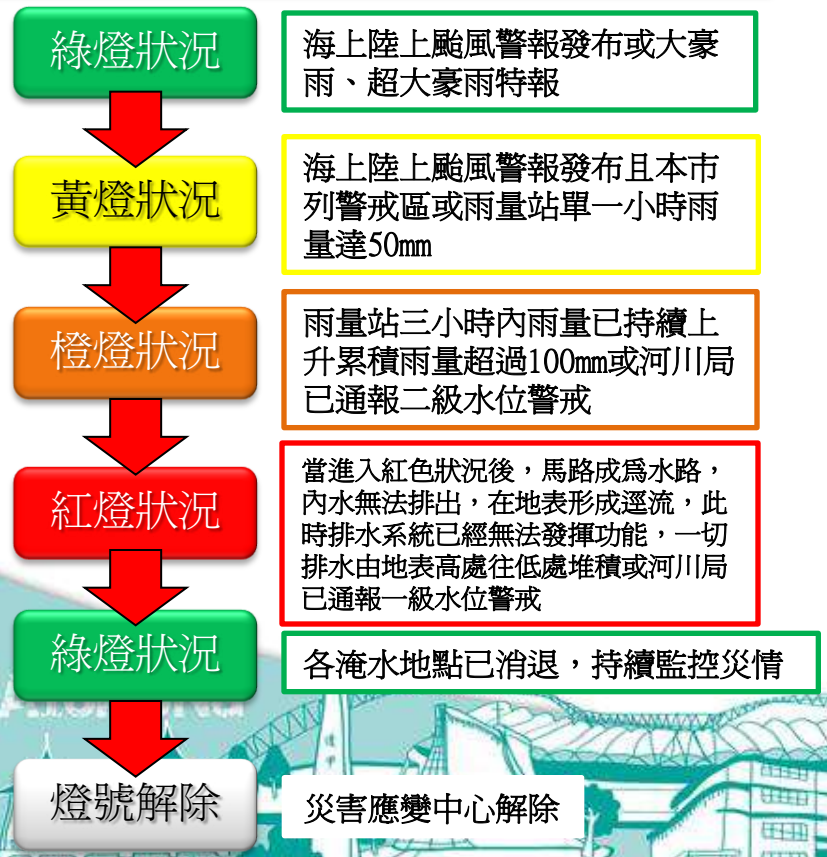 綠燈狀況
海上陸上颱風警報發布或大豪
雨、超大豪雨特報
黃燈狀況
海上陸上颱風警報發布且本市
列警戒區或雨量站單一小時雨
量達50mm
橙燈狀況
雨量站三小時內雨量已持續上
升累積雨量超過100mm或河川局
已通報二級水位警戒
紅燈狀況
當進入紅色狀況後，馬路成為水路，
內水無法排出，在地表形成逕流，此
時排水系統已經無法發揮功能，一切
排水由地表高處往低處堆積或河川局
已通報一級水位警戒
綠燈狀況
各淹水地點已消退，持續監控災情
燈號解除
災害應變中心解除